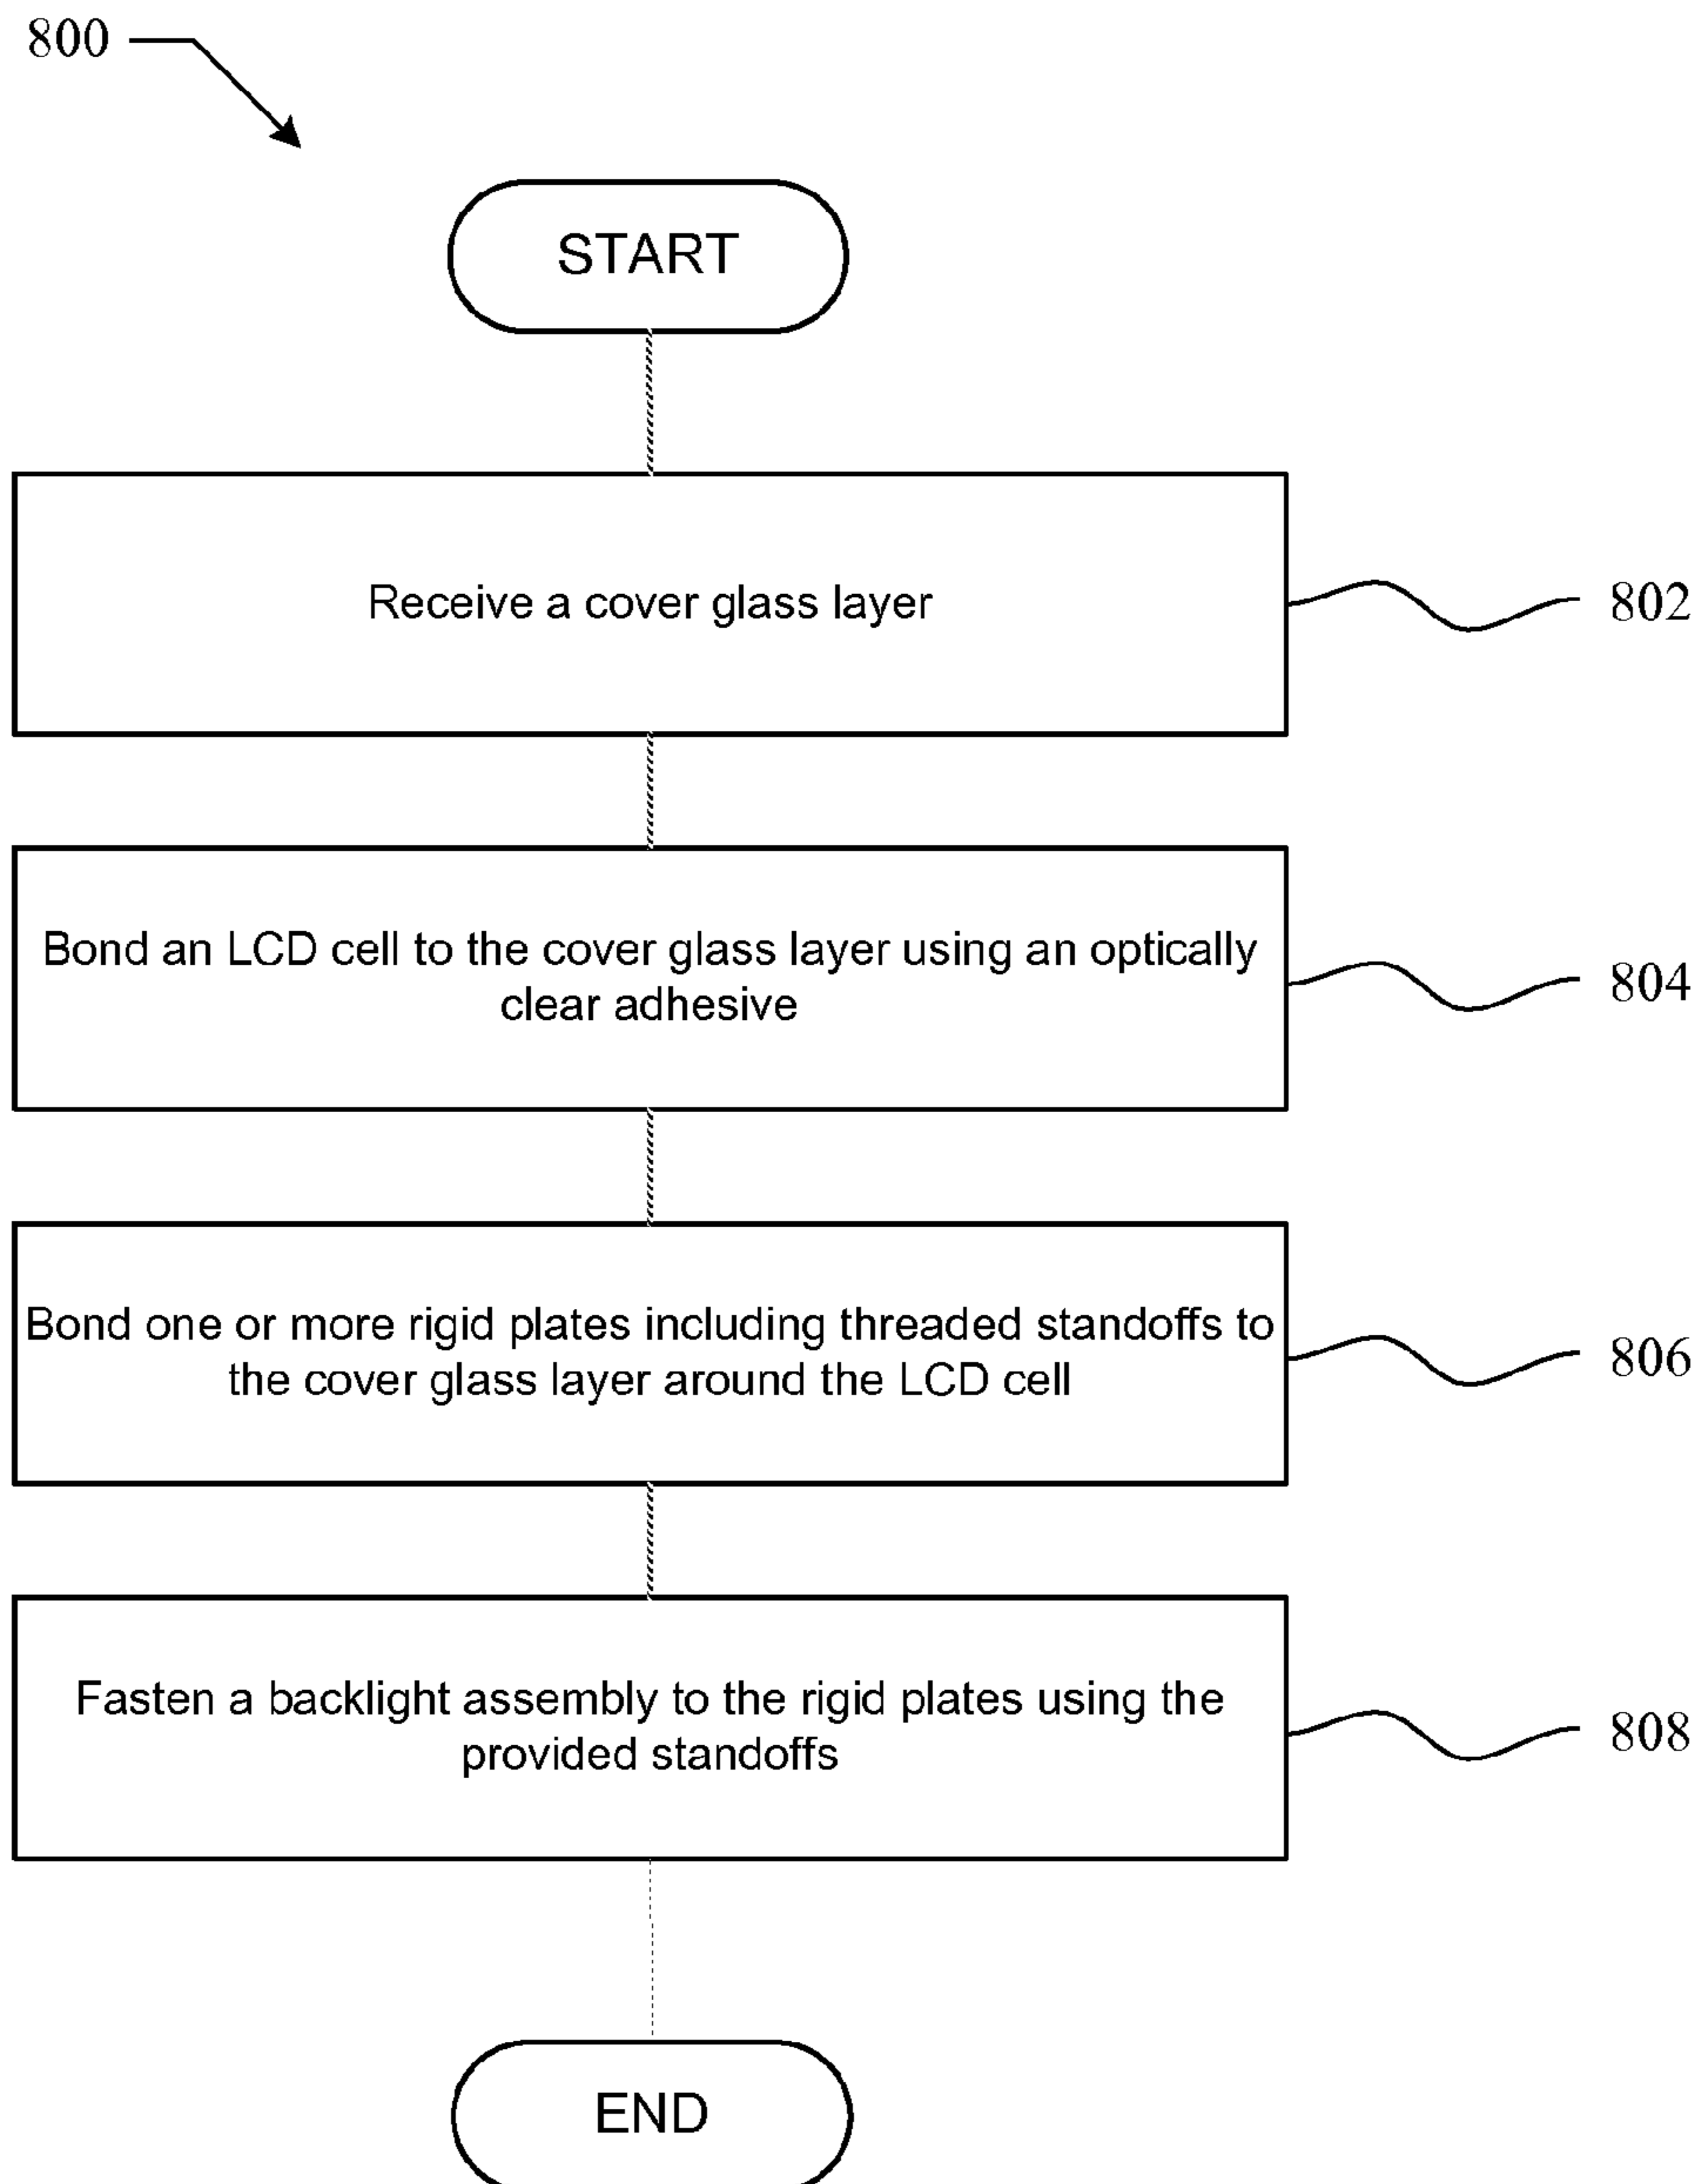 800
START
Receive a cover glass layer
802
Bond an LCD cell to the cover glass layer using an optically
clear adhesive
804
Bond one or more rigid plates including threaded standoffs to
the cover glass layer around the LCD cell
806
Fasten a backlight assembly to the rigid plates using the
provided standoffs
808
END